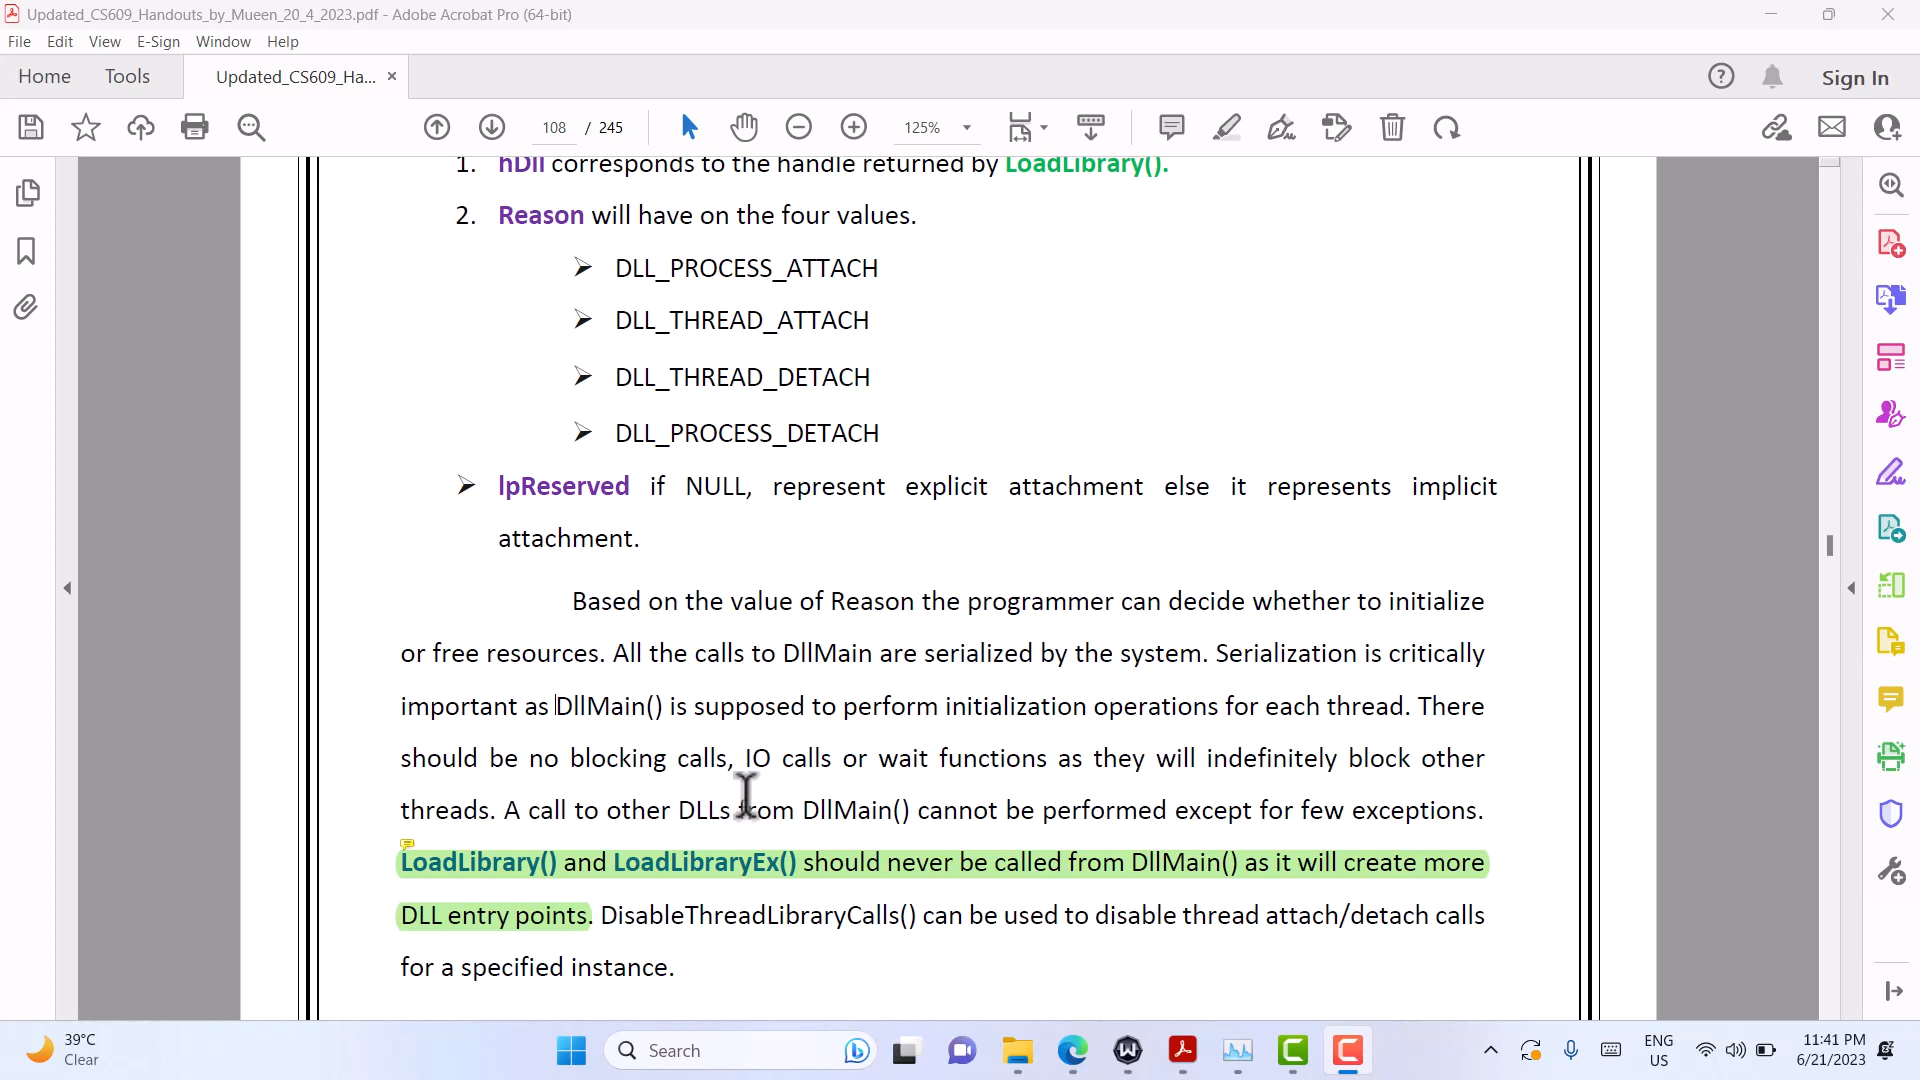 Updated_CS609_Handouts_by_Mueen_20_4_2023.pdf - Adobe Acrobat Pro (64-bit)
File Edit View E-Sign Window Help
Home Tools Updated_CS609_Ha... × Sign In
108 / 245 125%
1. hDll corresponds to the handle returned by LoadLibrary().
2. Reason will have on the four values.
➢ DLL_PROCESS_ATTACH
➢ DLL_THREAD_ATTACH
➢ DLL_THREAD_DETACH
➢ DLL_PROCESS_DETACH
➢ lpReserved if NULL, represent explicit attachment else it represents implicit
attachment.
Based on the value of Reason the programmer can decide whether to initialize
or free resources. All the calls to DllMain are serialized by the system. Serialization is critically
important as DllMain() is supposed to perform initialization operations for each thread. There
should be no blocking calls, IO calls or wait functions as they will indefinitely block other
threads. A call to other DLLs from DllMain() cannot be performed except for few exceptions.
LoadLibrary() and LoadLibraryEx() should never be called from DllMain() as it will create more
DLL entry points. DisableThreadLibraryCalls() can be used to disable thread attach/detach calls
for a specified instance.
39°C
Clear
Search
ENG
US
11:41 PM
6/21/2023